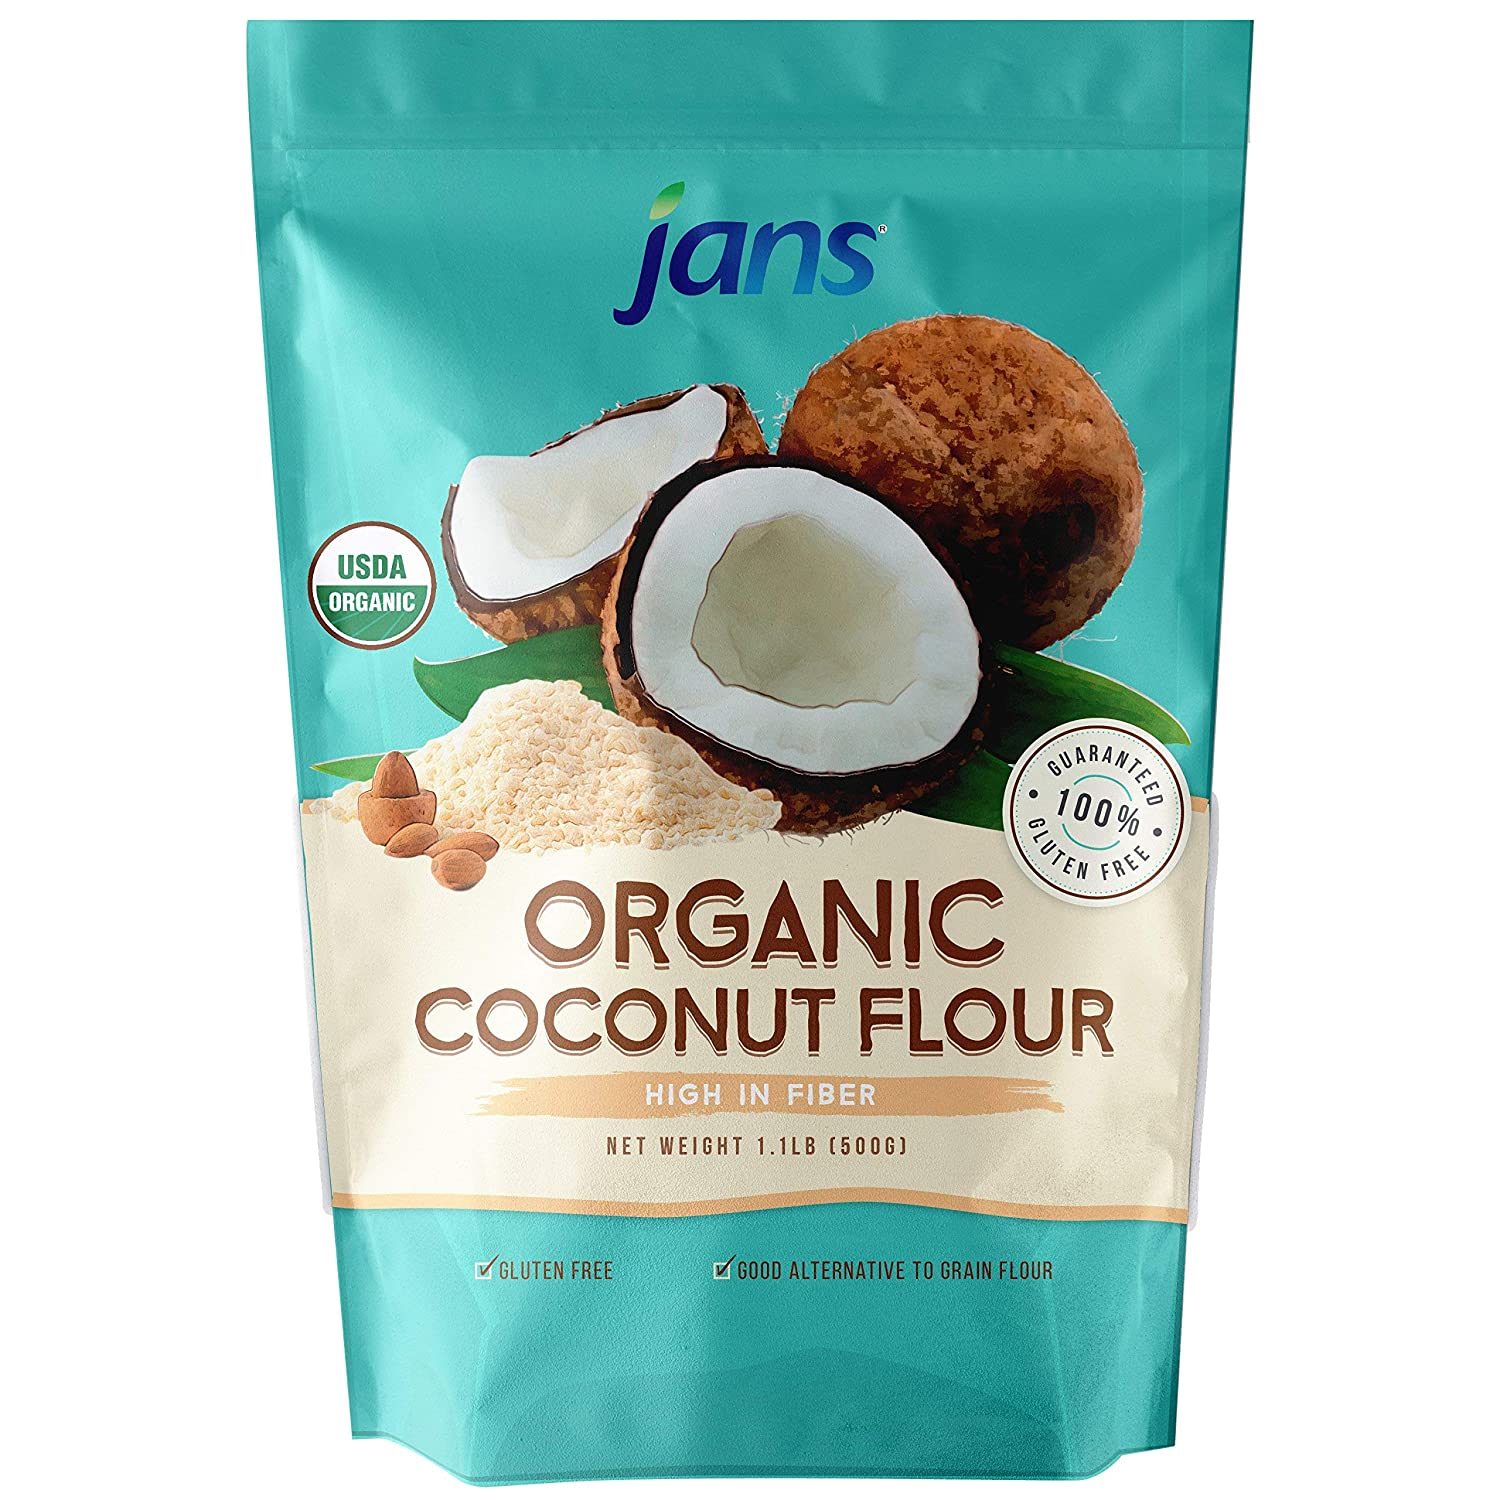 jans®
USDA
ORGANIC
GUARANTEED
100%
GLUTEN FREE
ORGANIC
COCONUT FLOUR
HIGH IN FIBER
NET WEIGHT 1.1LB (500G)
GLUTEN FREE
GOOD ALTERNATIVE TO GRAIN FLOUR